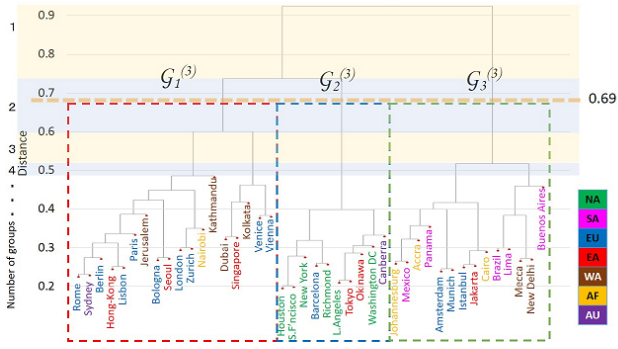 1
2
3
4
Number of groups
Distance
0.9
0.8
0.7
0.6
0.5
0.4
0.3
0.2
G1(3)
G2(3)
G3(3)
0.69
Rome
Sydney
Berlin
Hong-Kong
Lisbon
Paris
Jerusalem
Bologna
Seoul
London
Zurich
Nairobi
Kathmandu
Dubai
Singapore
Kolkata
Venice
Vienna
Houston
S.F'ncisco
New York
Barcelona
Richmond
L.Angeles
Tokyo
Okinawa
Washington DC
Canberra
Johannesburg
Mexico
Accra
Panama
Amsterdam
Munich
Istanbul
Jakarta
Cairo
Brazil
Lima
Mecca
New Delhi
Buenos Aires
NA
SA
EU
EA
WA
AF
AU